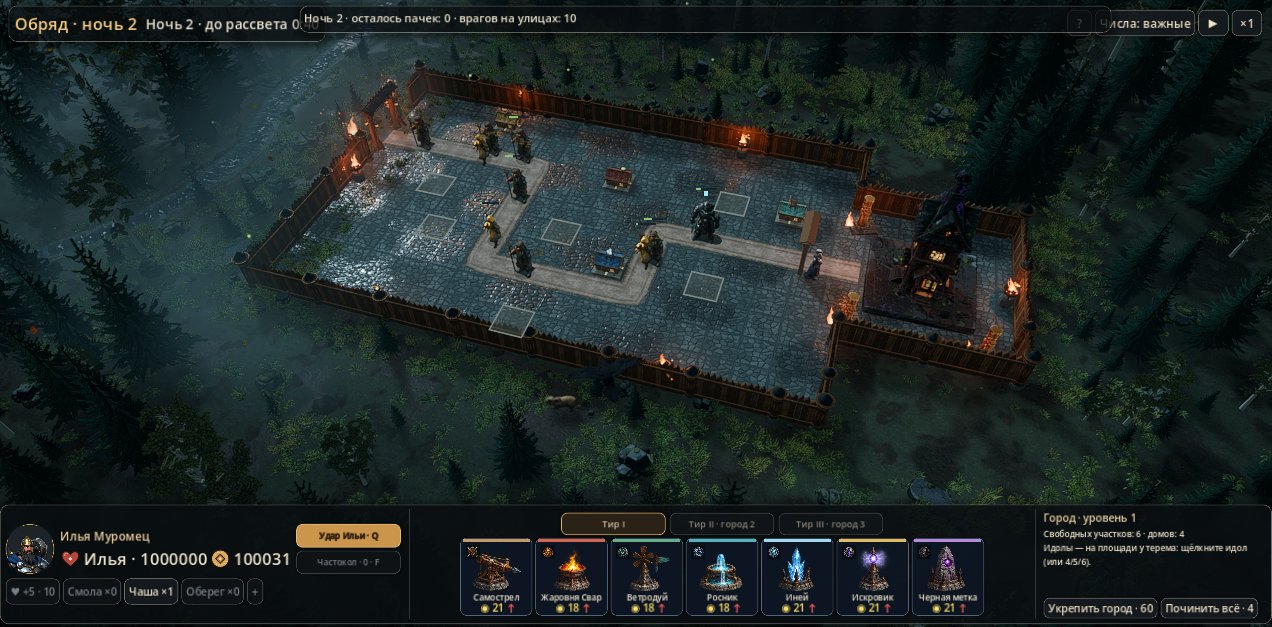 Обряд · ночь 2 Ночь 2 · до рассвета
Ночь 2 · осталось пачек: 0 · врагов на улицах: 10
?
Числа: важные ▶ ×1
Илья Муромец
Илья · 1000000 100031
Удар Ильи · Q
Частокол · 0 · F
♥ +5 · 10 Смола ×0 Чаша ×1 Оберег ×0 +
Тир I Тир II · город 2 Тир III · город 3
Самострел Жаровня Свар Ветродуй Росник Иней Искровик Черная метка
21 ↑ 18 ↑ 18 ↑ 18 ↑ 21 ↑ 21 ↑ 21 ↑
Город · уровень 1
Свободных участков: 6 · домов: 4
Идолы — на площади у терема: щёлкните идол
(или 4/5/6).
Укрепить город · 60 Починить всё · 4